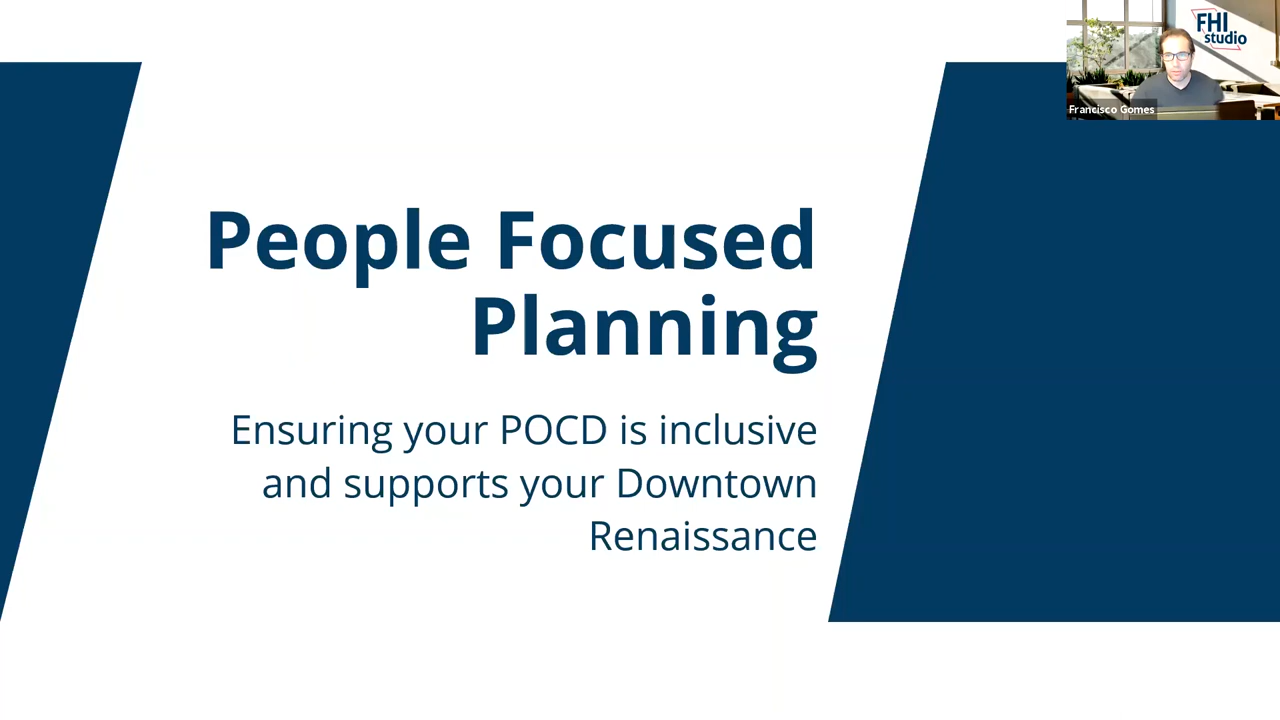 FHI
studio
Francisco Gomes
People Focused
Planning
Ensuring your POCD is inclusive
and supports your Downtown
Renaissance